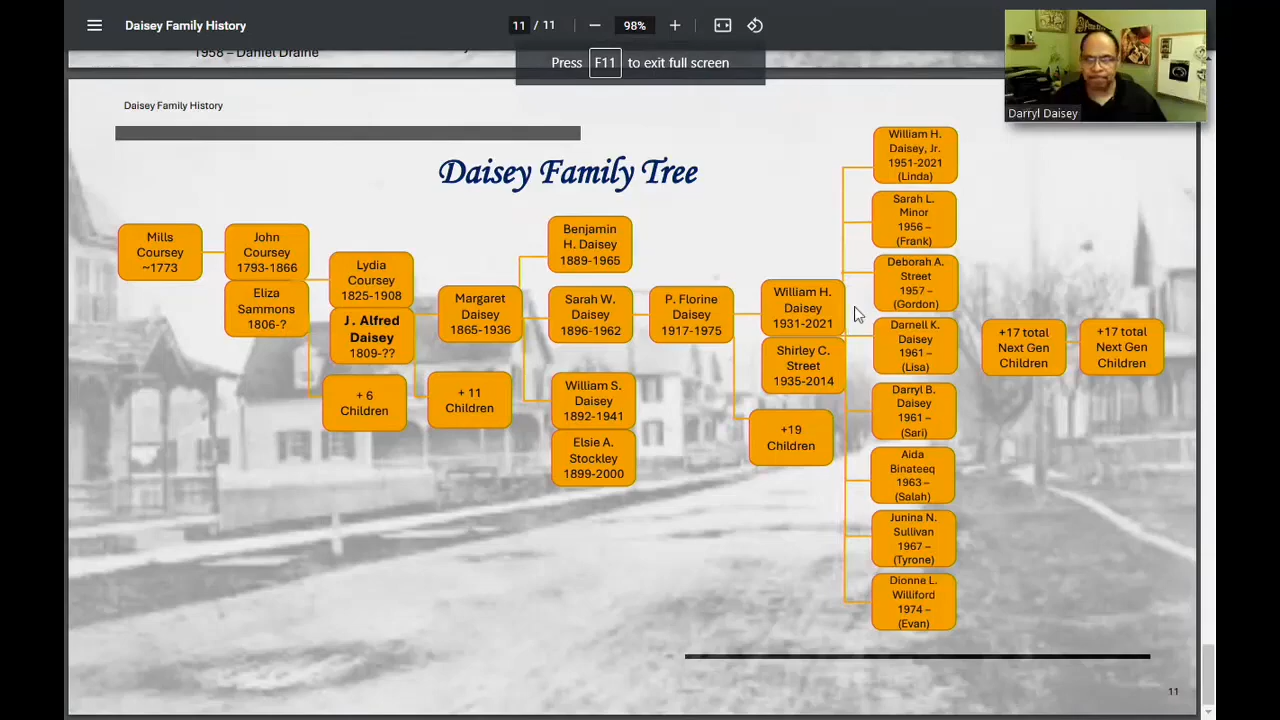 Daisey Family History
11 / 11
98%
1958 – Daniel Draine
Press F11 to exit full screen
Darryl Daisey
Daisey Family History
Daisey Family Tree
Mills
Coursey
~1773
John
Coursey
1793-1866
Eliza
Sammons
1806-?
Lydia
Coursey
1825-1908
J. Alfred
Daisey
1809-??
+ 6
Children
Margaret
Daisey
1865-1936
+ 11
Children
Benjamin
H. Daisey
1889-1965
Sarah W.
Daisey
1896-1962
William S.
Daisey
1892-1941
Elsie A.
Stockley
1899-2000
P. Florine
Daisey
1917-1975
William H.
Daisey
1931-2021
Shirley C.
Street
1935-2014
+19
Children
William H.
Daisey, Jr.
1951-2021
(Linda)
Sarah L.
Minor
1956 –
(Frank)
Deborah A.
Street
1957 –
(Gordon)
Darnell K.
Daisey
1961 –
(Lisa)
Darryl B.
Daisey
1961 –
(Sari)
Aida
Binateeq
1963 –
(Salah)
Junina N.
Sullivan
1967 –
(Tyrone)
Dionne L.
Williford
1974 –
(Evan)
+17 total
Next Gen
Children
+17 total
Next Gen
Children
11